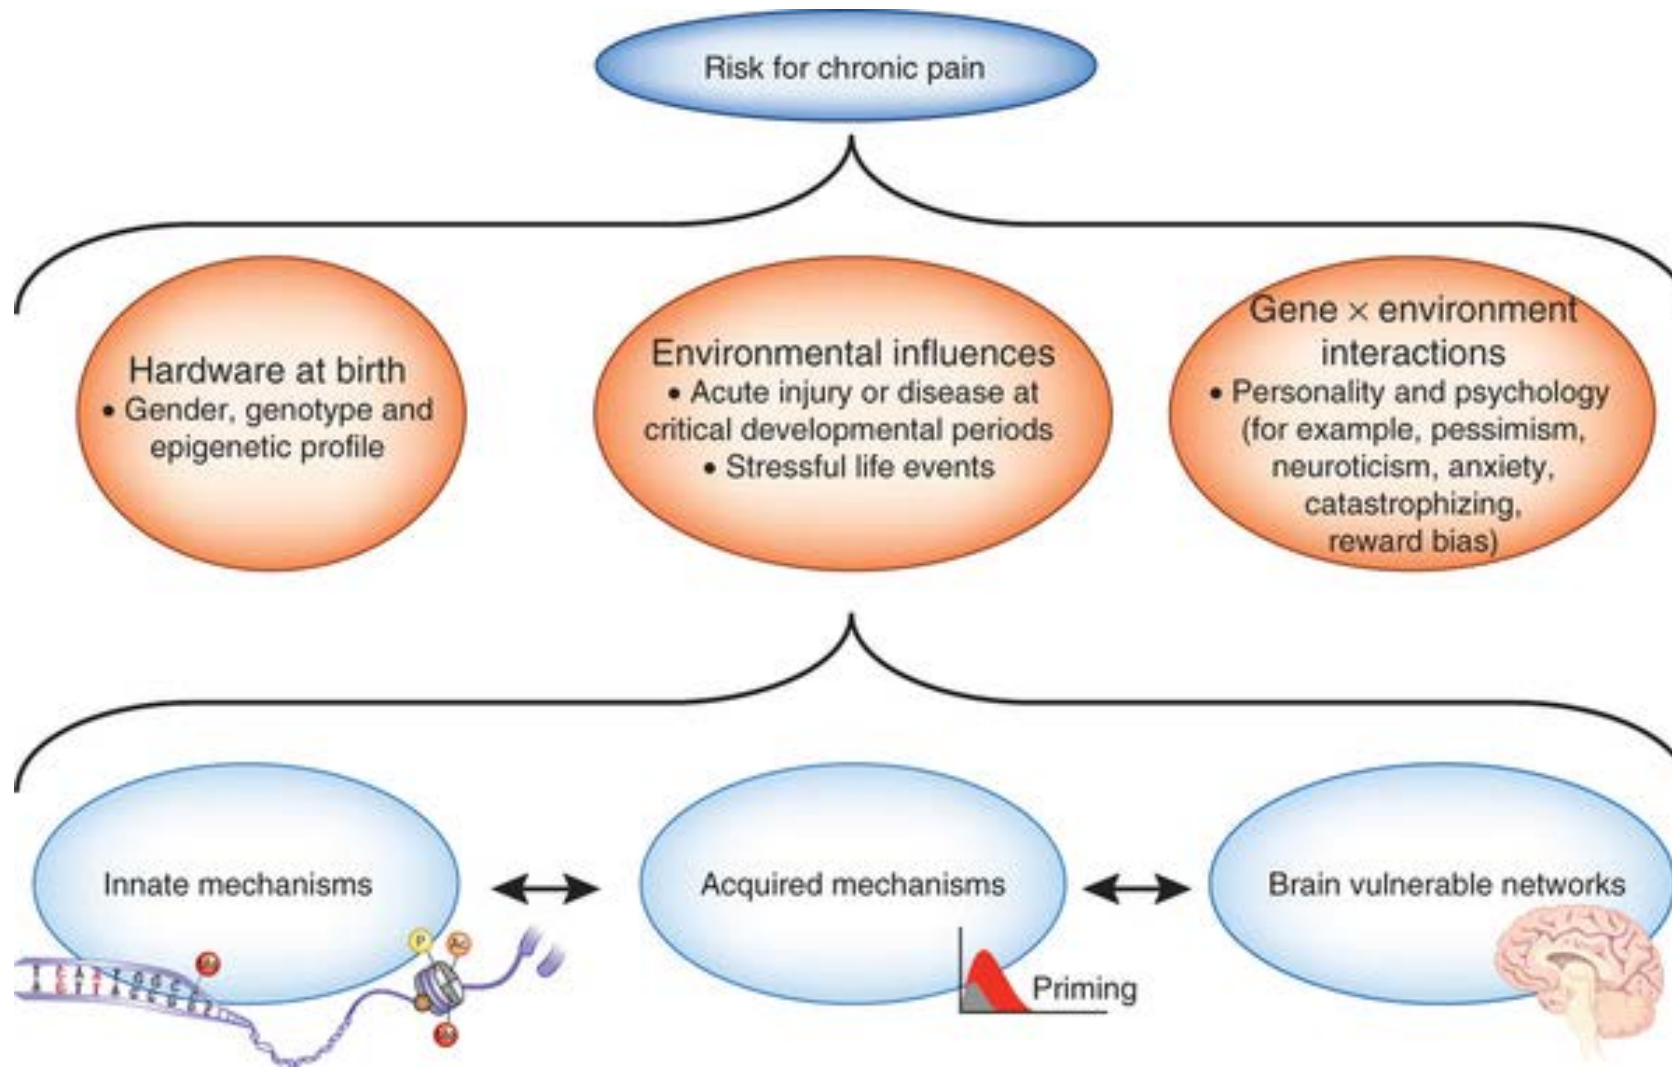 Risk for chronic pain
Hardware at birth
• Gender, genotype and
epigenetic profile
Environmental influences
• Acute injury or disease at
critical developmental periods
• Stressful life events
Gene × environment
interactions
• Personality and psychology
(for example, pessimism,
neuroticism, anxiety,
catastrophizing,
reward bias)
Innate mechanisms
Acquired mechanisms
Brain vulnerable networks
P
Ac
Priming